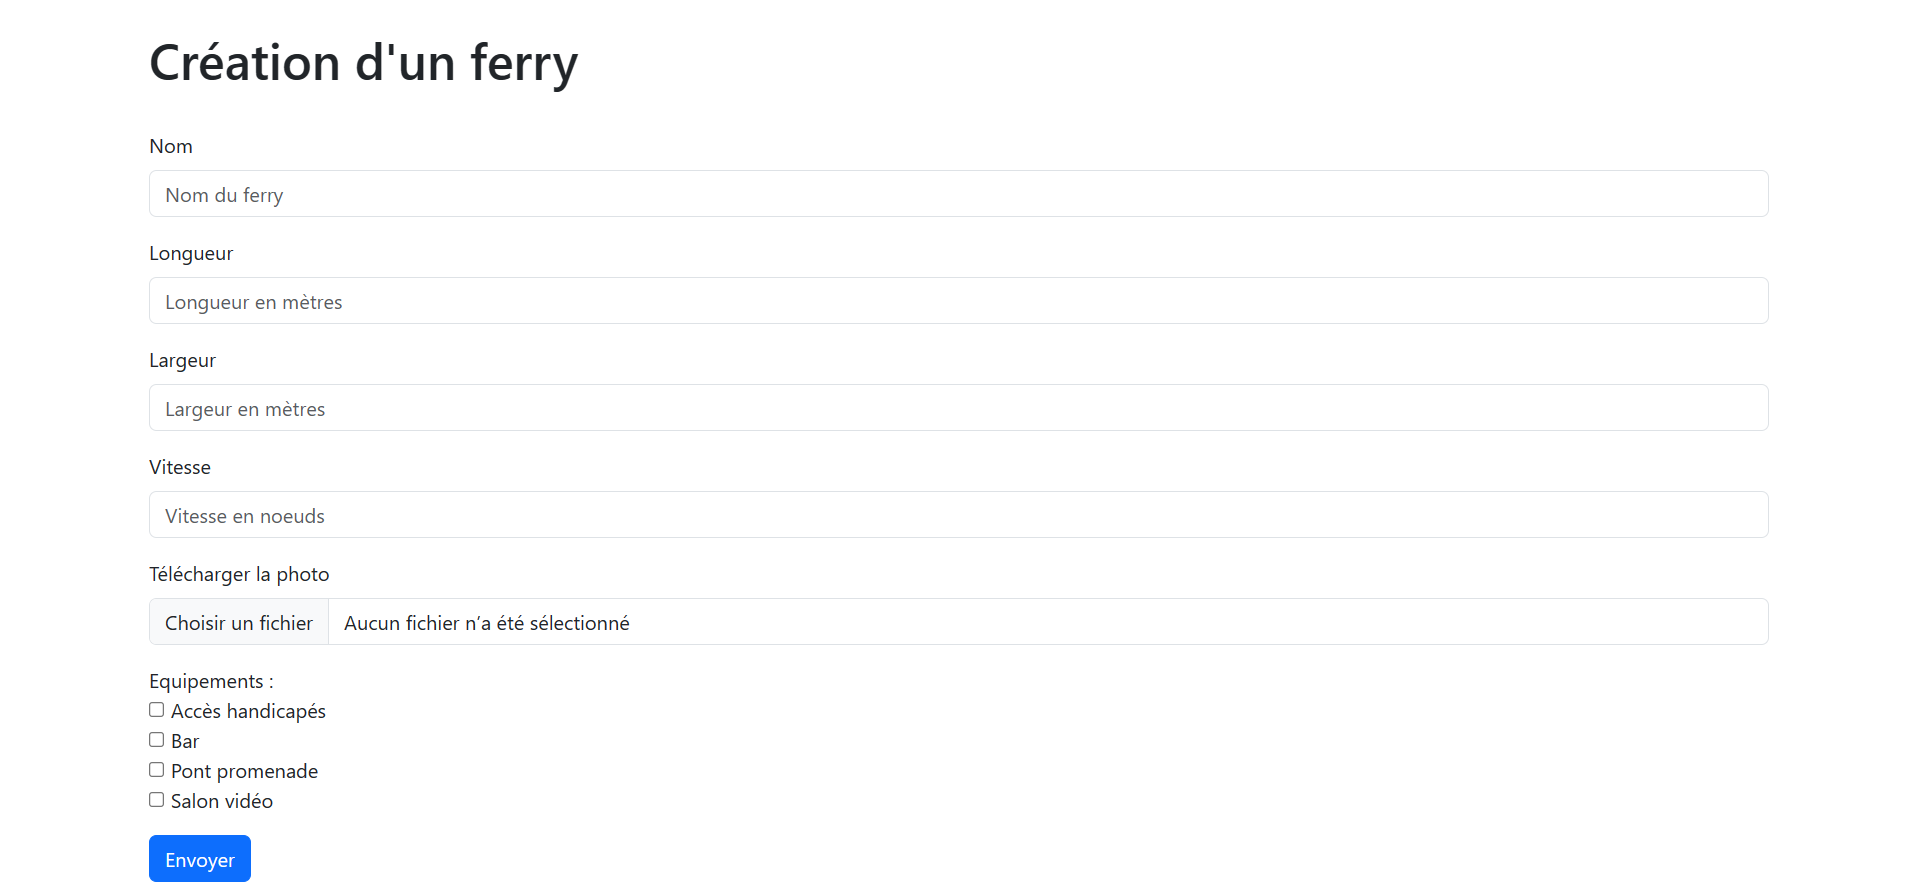 Création d'un ferry
Nom
Nom du ferry
Longueur
Longueur en mètres
Largeur
Largeur en mètres
Vitesse
Vitesse en noeuds
Télécharger la photo
Choisir un fichier Aucun fichier n’a été sélectionné
Equipements :
Accès handicapés
Bar
Pont promenade
Salon vidéo
Envoyer